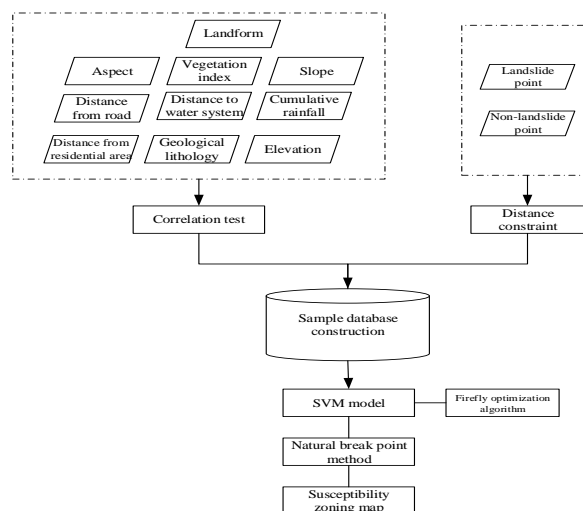 Landform
Aspect
Vegetation
index
Slope
Distance
from road
Distance to
water system
Cumulative
rainfall
Distance from
residential area
Geological
lithology
Elevation
Landslide
point
Non-landslide
point
Correlation test
Distance
constraint
Sample database
construction
SVM model
Firefly optimization
algorithm
Natural break point
method
Susceptibility
zoning map